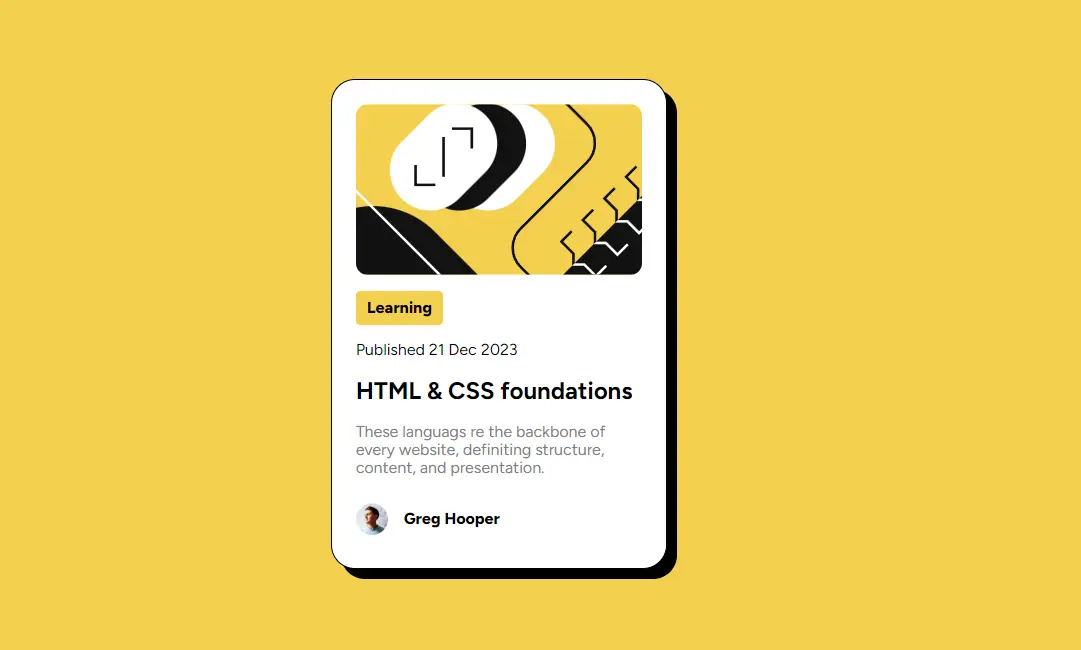 Learning
Published 21 Dec 2023
HTML & CSS foundations
These languags re the backbone of
every website, definiting structure,
content, and presentation.
Greg Hooper